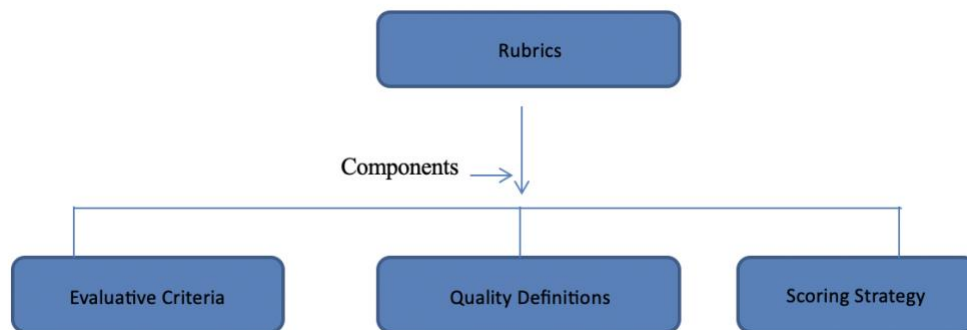 Rubrics
Components
Evaluative Criteria
Quality Definitions
Scoring Strategy